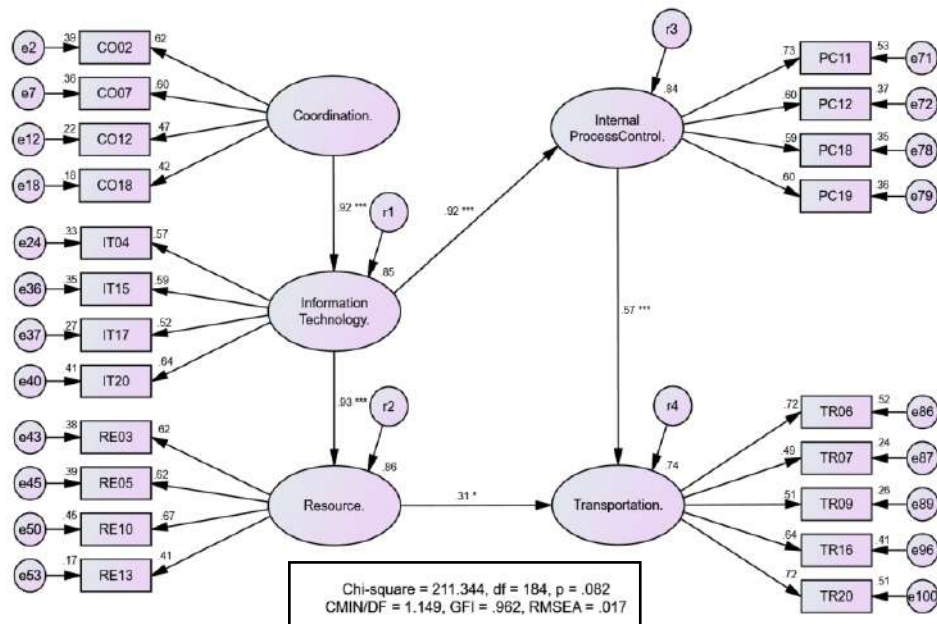 e2 .39 CO02 .62
e7 .36 CO07 .60
e12 .22 CO12 .47
e18 .18 CO18 .42
Coordination.
.92 ***
r1
e24 .33 IT04 .57
e36 .35 IT15 .59
e37 .27 IT17 .52
e40 .41 IT20 .64
.85
Information
Technology.
.92 ***
.93 ***
r2
e43 .38 RE03 .62
e45 .39 RE05 .62
e50 .45 RE10 .67
e53 .17 RE13 .41
.86
Resource.
.31 *
r3
.84
Internal
ProcessControl.
.73 PC11 .53 e71
.60 PC12 .37 e72
.59 PC18 .35 e78
.60 PC19 .36 e79
.57 ***
r4
.74
Transportation.
.72 TR06 .52 e86
.49 TR07 .24 e87
.51 TR09 .26 e89
.64 TR16 .41 e96
.72 TR20 .51 e100
Chi-square = 211.344, df = 184, p = .082
CMIN/DF = 1.149, GFI = .962, RMSEA = .017